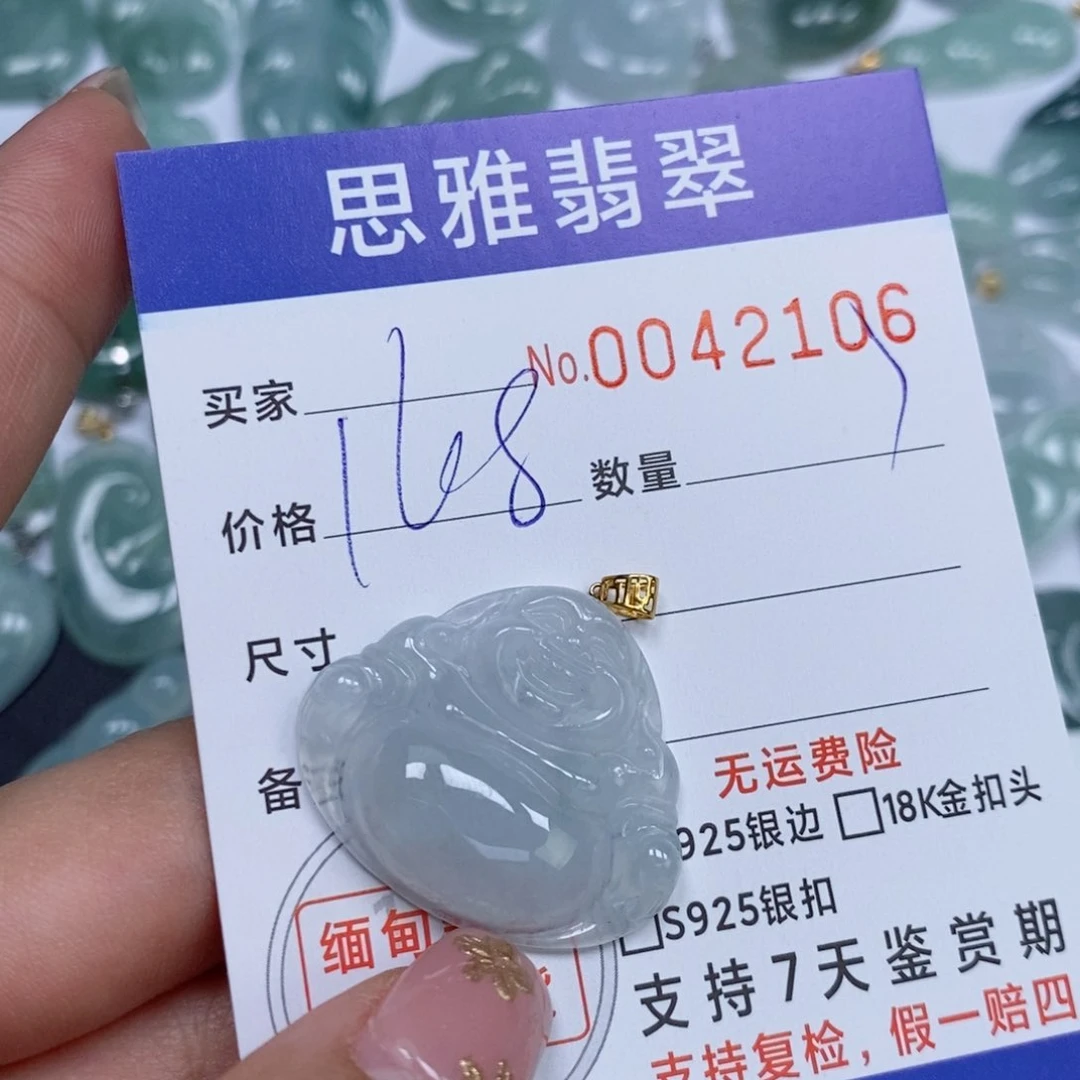 思雅翡翠
No.0042106
买家
价格 168 数量
尺寸
备
无运费险
925银边 □18K金扣头
□S925银扣
缅甸
支持7天鉴赏期
支持复检，假一赔四